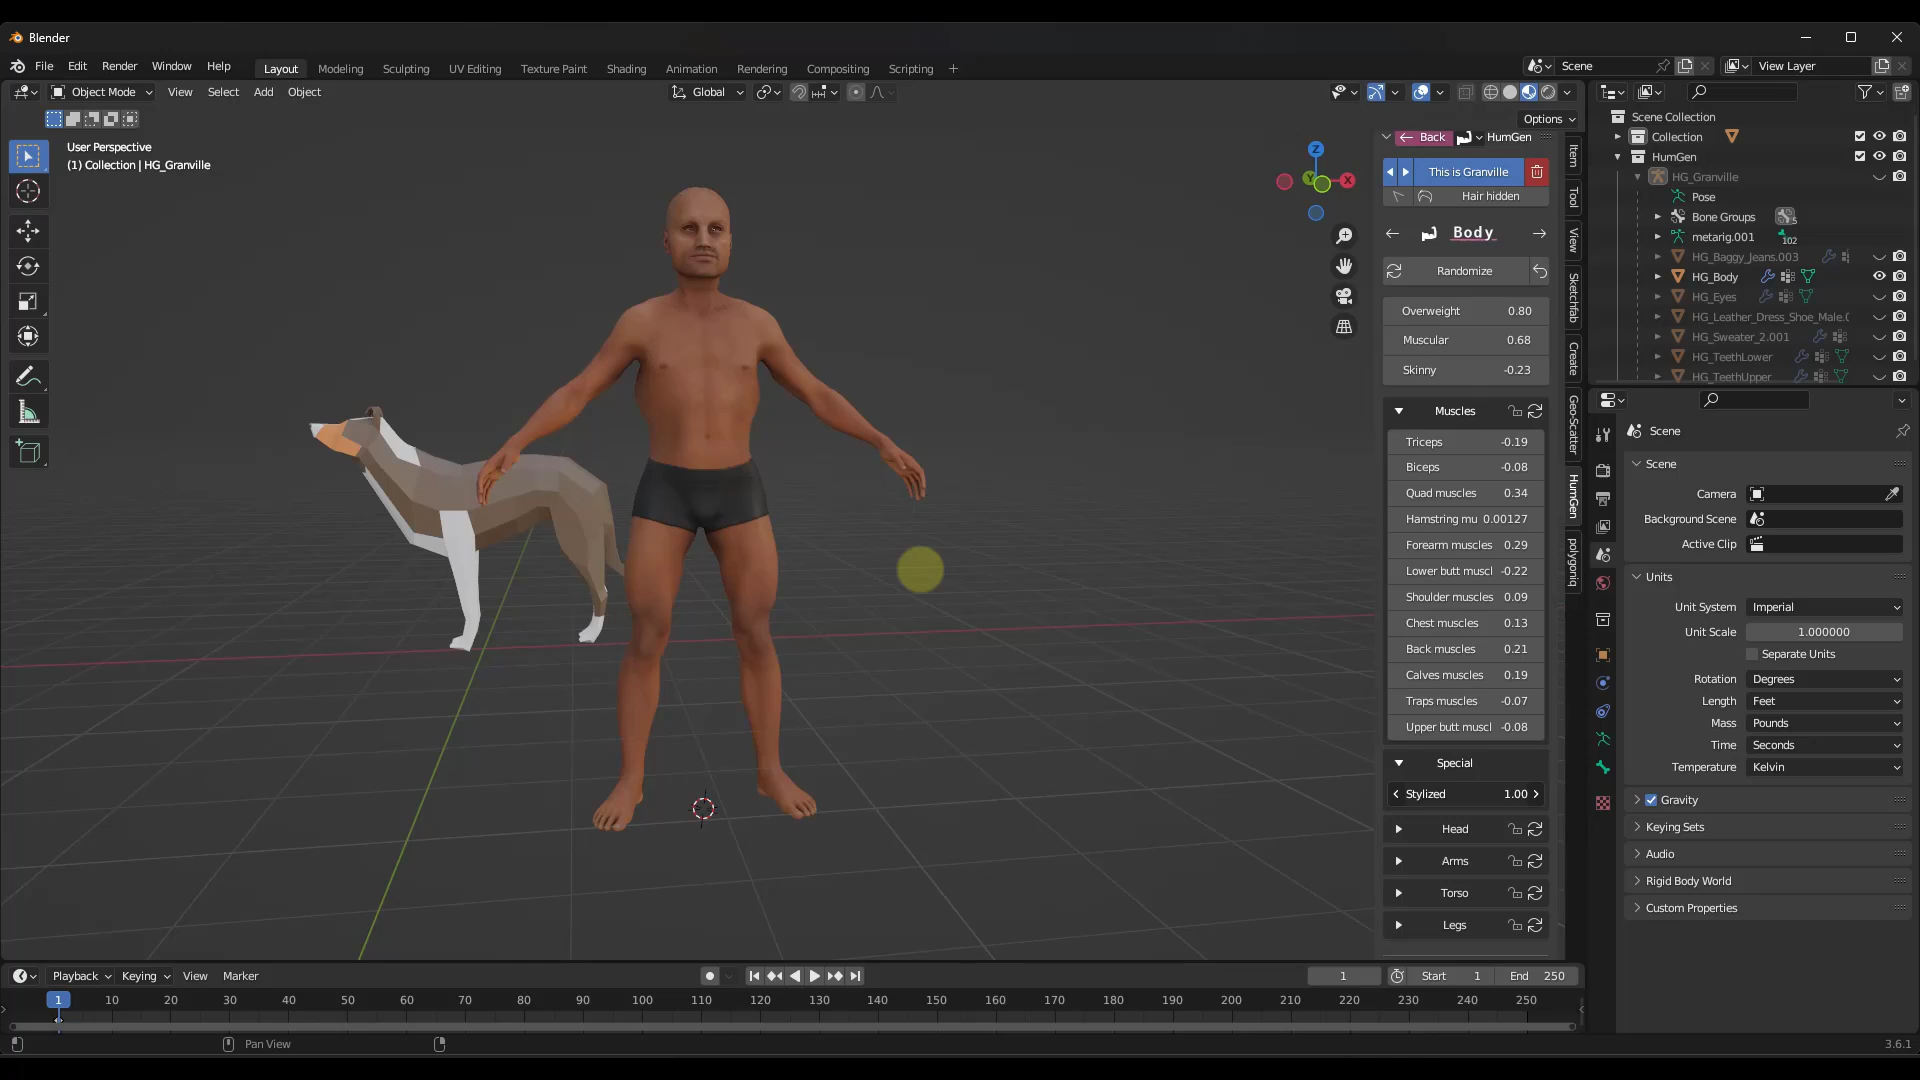 Blender
File Edit Render Window Help Layout Modeling Sculpting UV Editing Texture Paint Shading Animation Rendering Compositing Scripting + Scene View Layer
Object Mode View Select Add Object Global
Options
User Perspective
(1) Collection | HG_Granville
Z
Y
X
Back HumGen
This is Granville
Hair hidden
Body
Randomize
Overweight 0.80
Muscular 0.68
Skinny -0.23
Muscles
Triceps -0.19
Biceps -0.08
Quad muscles 0.34
Hamstring mu 0.00127
Forearm muscles 0.29
Lower butt muscl -0.22
Shoulder muscles 0.09
Chest muscles 0.13
Back muscles 0.21
Calves muscles 0.19
Traps muscles -0.07
Upper butt muscl -0.08
Special
Stylized 1.00
Head
Arms
Torso
Legs
Item
Tool
View
Sketchfab
Create
Geo-Scatter
HumGen
polygoniq
Scene Collection
Collection
HumGen
HG_Granville
Pose
Bone Groups 5
metarig.001 102
HG_Baggy_Jeans.003
HG_Body
HG_Eyes
HG_Leather_Dress_Shoe_Male.0
HG_Sweater_2.001
HG_TeethLower
HG_TeethUpper
Scene
Scene
Camera
Background Scene
Active Clip
Units
Unit System Imperial
Unit Scale 1.000000
Separate Units
Rotation Degrees
Length Feet
Mass Pounds
Time Seconds
Temperature Kelvin
Gravity
Keying Sets
Audio
Rigid Body World
Custom Properties
Playback Keying View Marker 1 Start 1 End 250
1 10 20 30 40 50 60 70 80 90 100 110 120 130 140 150 160 170 180 190 200 210 220 230 240 250
Pan View 3.6.1